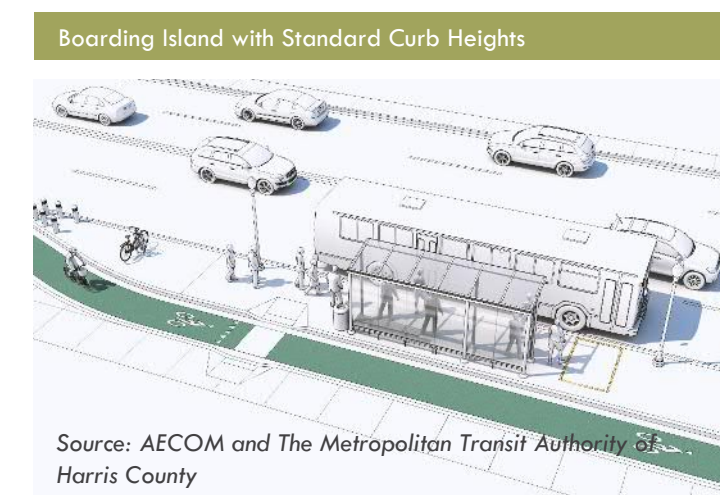 Boarding Island with Standard Curb Heights
Source: AECOM and The Metropolitan Transit Authority of
Harris County